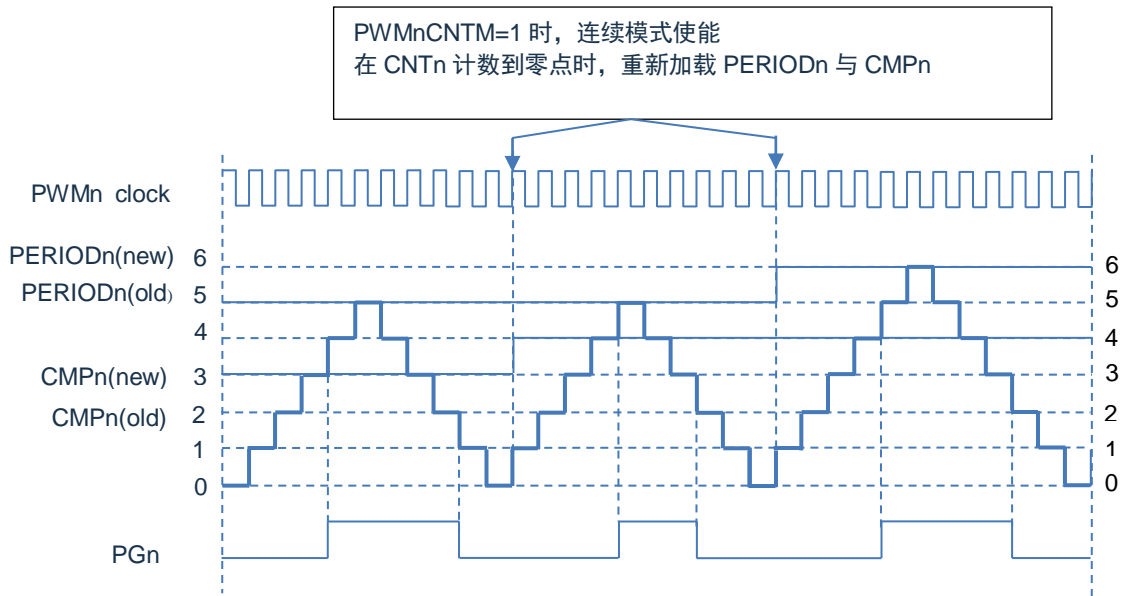 PWMnCNTM=1 时，连续模式使能
在 CNTn 计数到零点时，重新加载 PERIODn 与 CMPn
PWMn clock
PERIODn(new) 6 6
PERIODn(old) 5 5
4 4
CMPn(new) 3 3
CMPn(old) 2 2
1 1
0 0
PGn